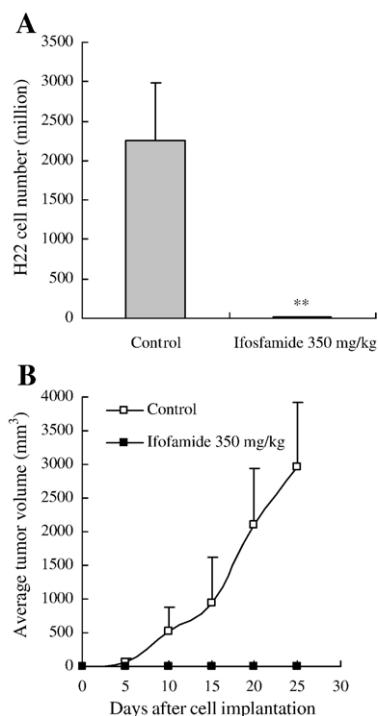 A
H22 cell number (million)
3500
3000
2500
2000
1500
1000
500
0
**
Control
Ifosfamide 350 mg/kg
B
Average tumor volume (mm³)
4000
3500
3000
2500
2000
1500
1000
500
0
Control
Ifofamide 350 mg/kg
0 5 10 15 20 25 30
Days after cell implantation